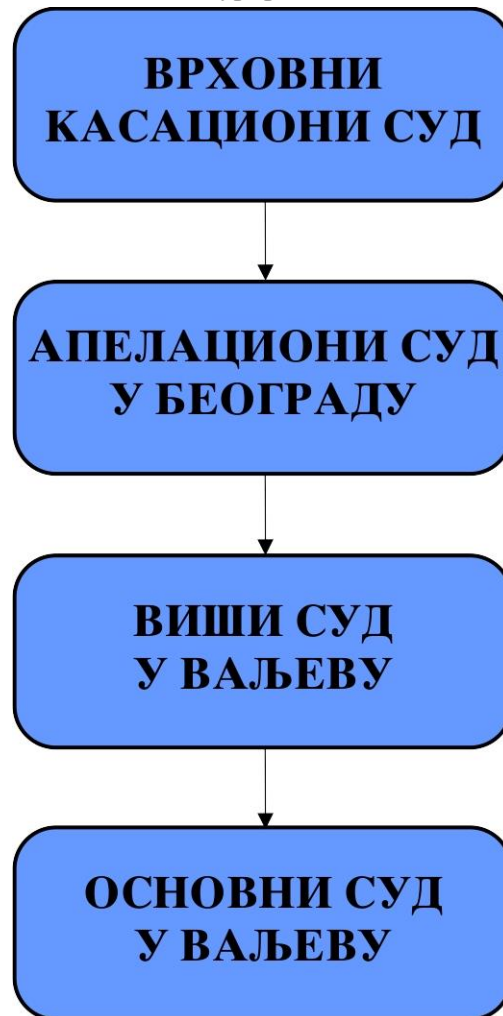 ВРХОВНИ
КАСАЦИОНИ СУД
АПЕЛАЦИОНИ СУД
У БЕОГРАДУ
ВИШИ СУД
У ВАЉЕВУ
ОСНОВНИ СУД
У ВАЉЕВУ